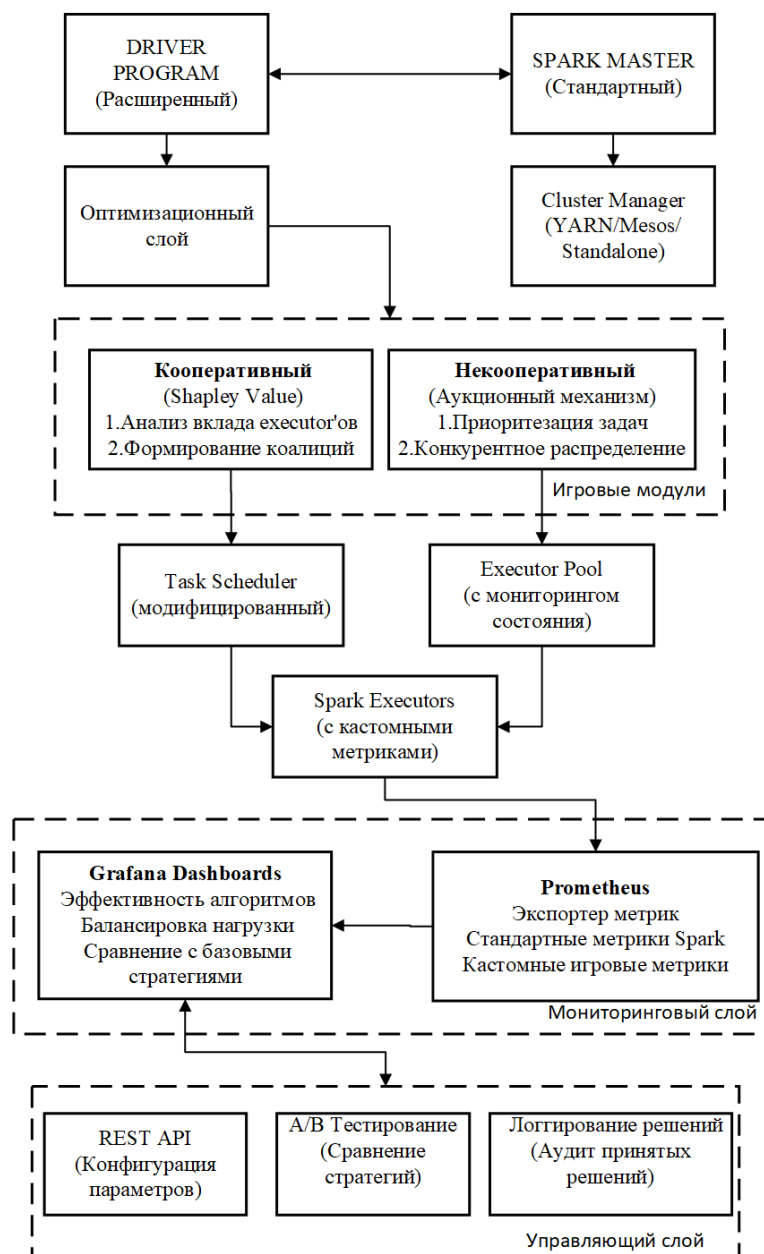 DRIVER
PROGRAM
(Расширенный)
SPARK MASTER
(Стандартный)
Оптимизационный
слой
Cluster Manager
(YARN/Mesos/
Standalone)
Кооперативный
(Shapley Value)
1.Анализ вклада executor'ов
2.Формирование коалиций
Некооперативный
(Аукционный механизм)
1.Приоритезация задач
2.Конкурентное распределение
Игровые модули
Task Scheduler
(модифицированный)
Executor Pool
(с мониторингом
состояния)
Spark Executors
(с кастомными
метриками)
Grafana Dashboards
Эффективность алгоритмов
Балансировка нагрузки
Сравнение с базовыми
стратегиями
Prometheus
Экспортер метрик
Стандартные метрики Spark
Кастомные игровые метрики
Мониторинговый слой
REST API
(Конфигурация
параметров)
A/B Тестирование
(Сравнение
стратегий)
Логгирование решений
(Аудит принятых
решений)
Управляющий слой